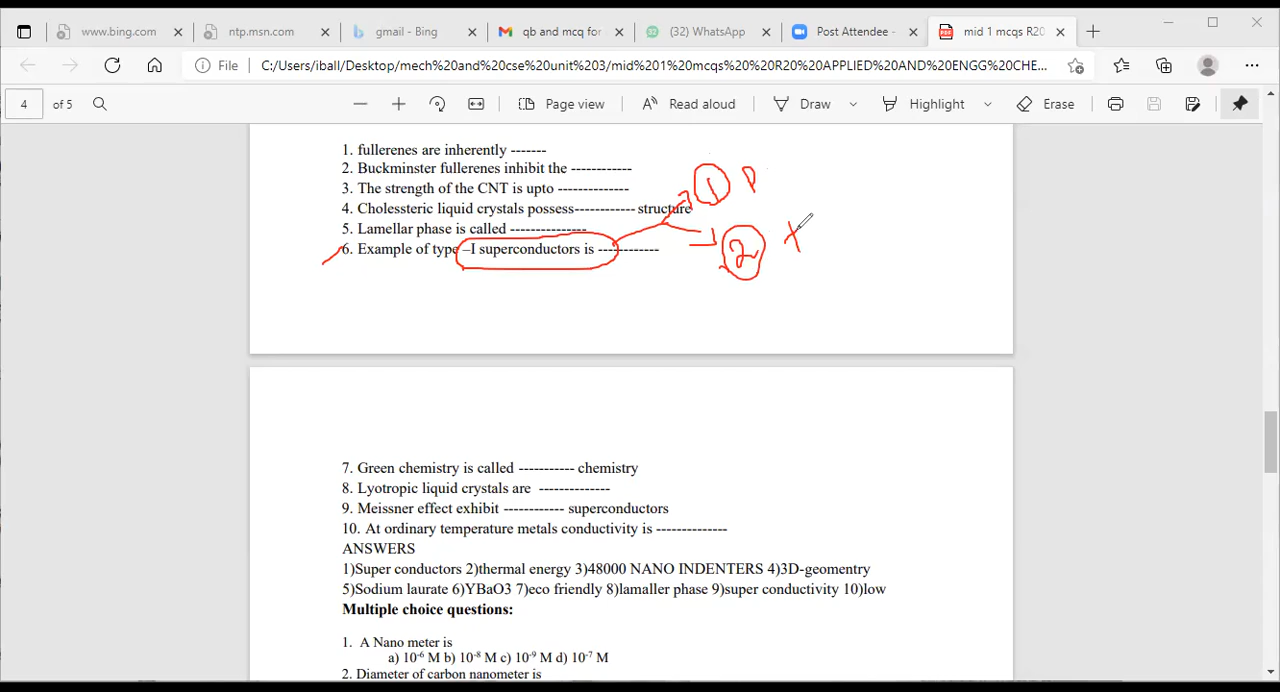 www.bing.com
ntp.msn.com
gmail - Bing
qb and mcq for
(32) WhatsApp
Post Attendee -
mid 1 mcqs R20
File
C:/Users/iball/Desktop/mech%20and%20cse%20unit%203/mid%201%20mcqs%20%20R20%20APPLIED%20AND%20ENGG%20CHE...
4 of 5
Page view
Read aloud
Draw
Highlight
Erase
1. fullerenes are inherently -------
2. Buckminster fullerenes inhibit the ------------
3. The strength of the CNT is upto --------------
4. Cholessteric liquid crystals possess------------ structure
5. Lamellar phase is called ---------------
6. Example of type –I superconductors is ------------
1 P
2
7. Green chemistry is called ----------- chemistry
8. Lyotropic liquid crystals are --------------
9. Meissner effect exhibit ------------ superconductors
10. At ordinary temperature metals conductivity is --------------
ANSWERS
1)Super conductors 2)thermal energy 3)48000 NANO INDENTERS 4)3D-geomentry
5)Sodium laurate 6)YBaO3 7)eco friendly 8)lamaller phase 9)super conductivity 10)low
Multiple choice questions:
1. A Nano meter is
a) 10⁻⁶ M b) 10⁻⁸ M c) 10⁻⁹ M d) 10⁻⁷ M
2. Diameter of carbon nanometer is